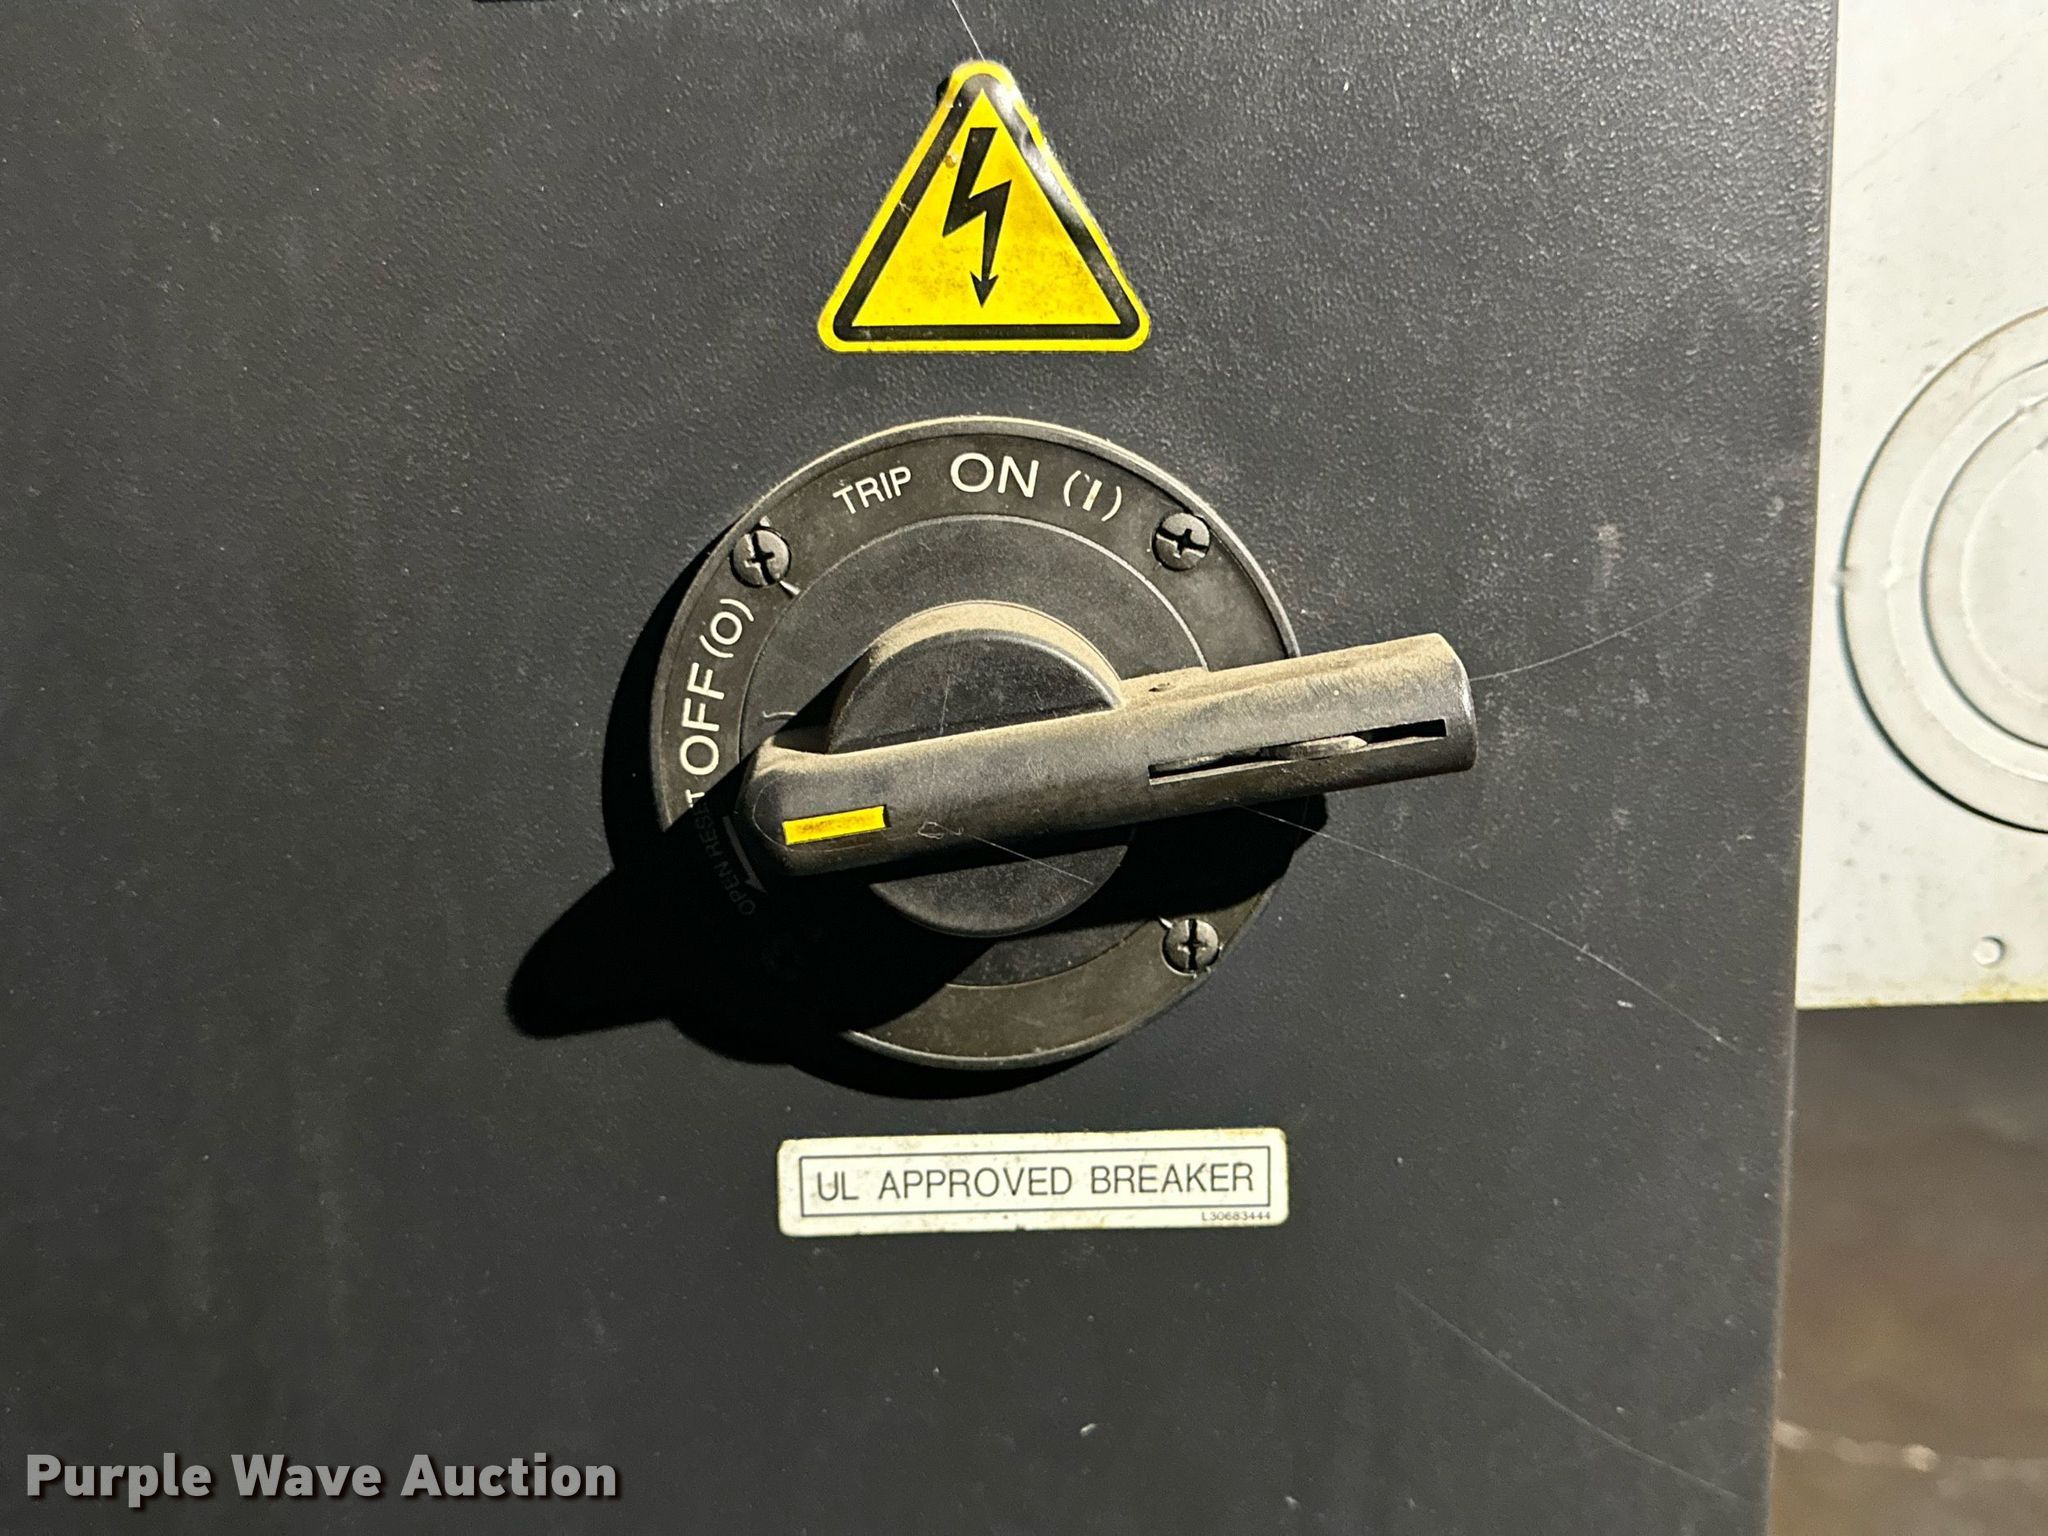 TRIP ON (I)
OFF (O)
OPEN RESET
UL APPROVED BREAKER
L30683444
Purple Wave Auction